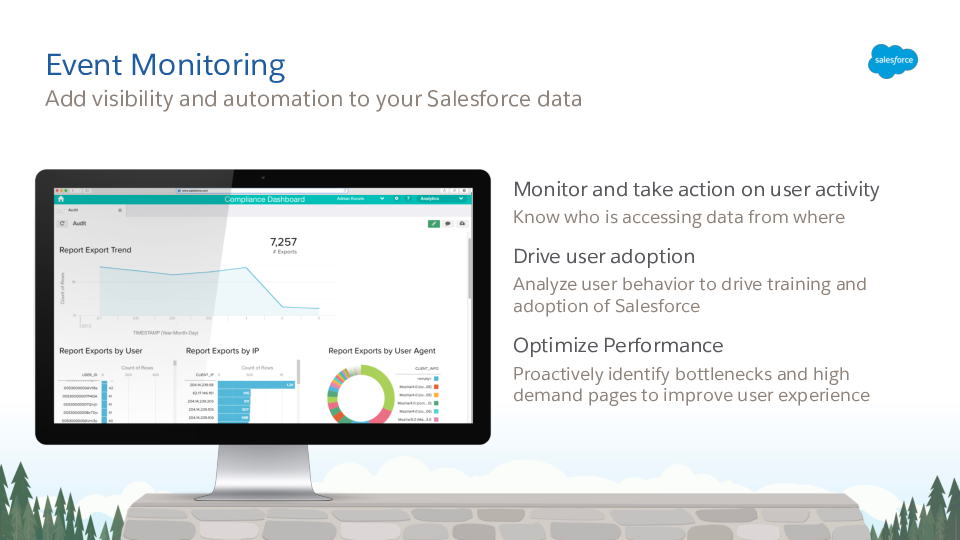 Event Monitoring
salesforce
Add visibility and automation to your Salesforce data
Compliance Dashboard
Analytics
Audit
Audit
7,257
# Exports
Report Export Trend
Count of Rows
TIMESTAMP (Year-Month-Day)
Report Exports by User
Report Exports by IP
Report Exports by User Agent
Count of Rows
Count of Rows
USER_ID
CLIENT_IP
CLIENT_INFO
Monitor and take action on user activity
Know who is accessing data from where
Drive user adoption
Analyze user behavior to drive training and
adoption of Salesforce
Optimize Performance
Proactively identify bottlenecks and high
demand pages to improve user experience